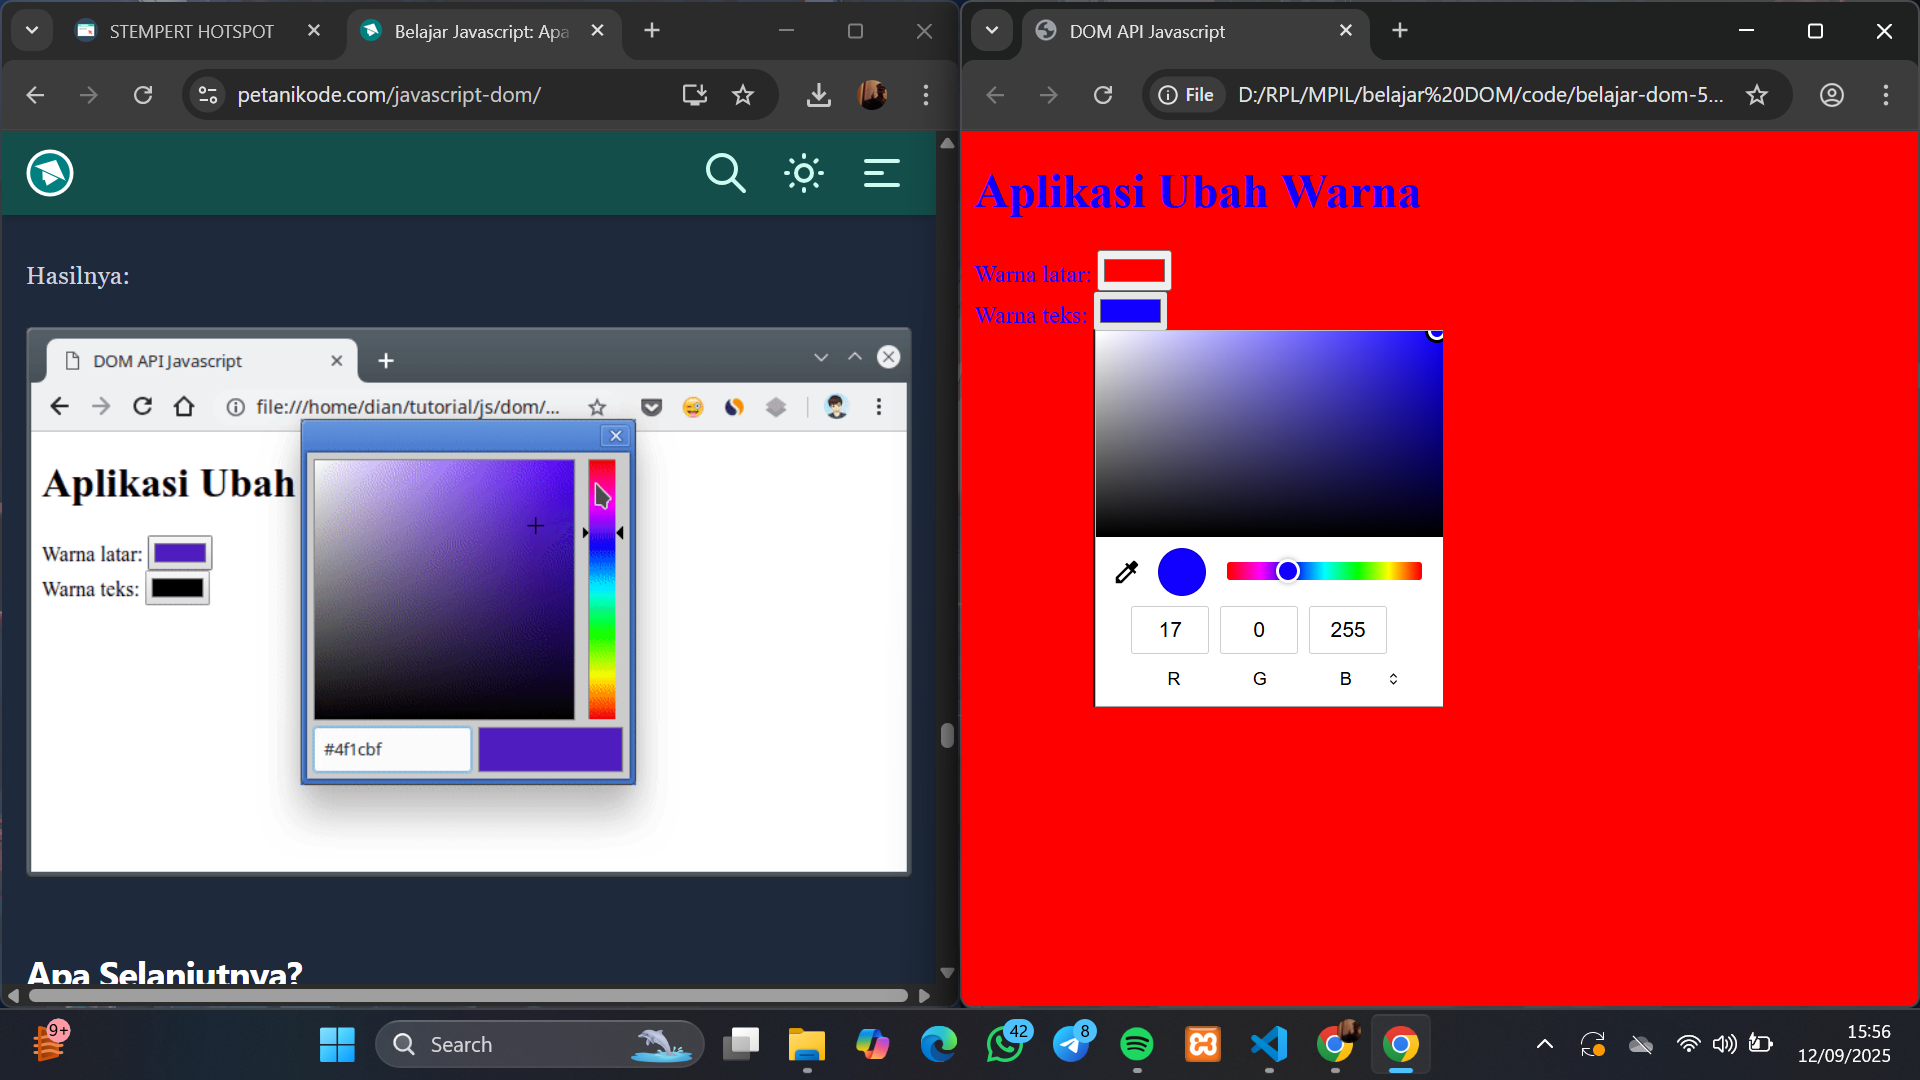 STEMPERT HOTSPOT
Belajar Javascript: Apa
petanikode.com/javascript-dom/
Hasilnya:
DOM API Javascript
file:///home/dian/tutorial/js/dom/...
Aplikasi Ubah
Warna latar:
Warna teks:
#4f1cbf
Apa Selanjutnya?
DOM API Javascript
File
D:/RPL/MPIL/belajar%20DOM/code/belajar-dom-5...
Aplikasi Ubah Warna
Warna latar:
Warna teks:
17 0 255
R G B
9+
Search
42
8
15:56
12/09/2025